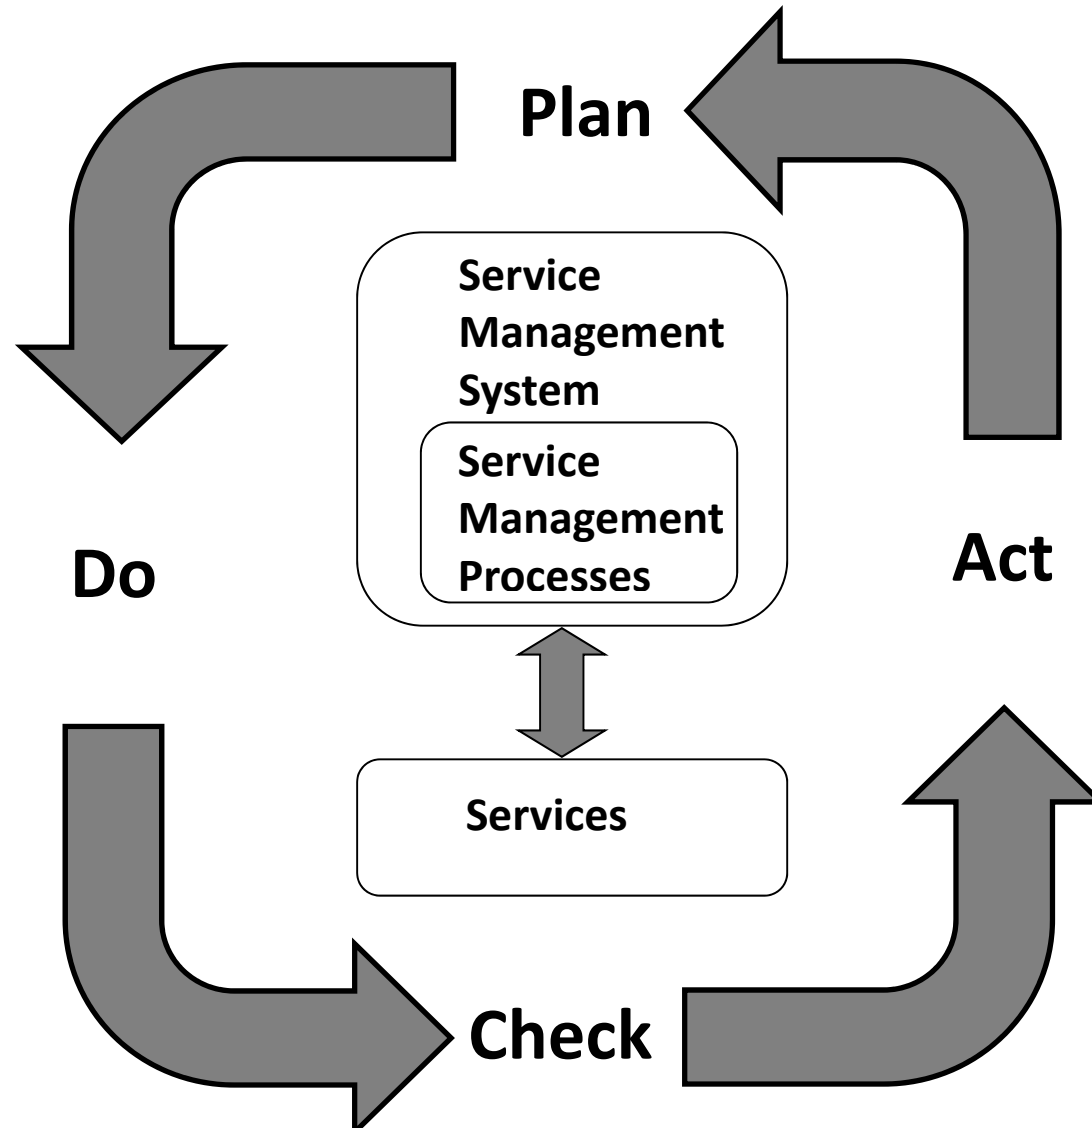 Plan
Service
Management
System
Service
Management
Processes
Do
Act
Services
Check